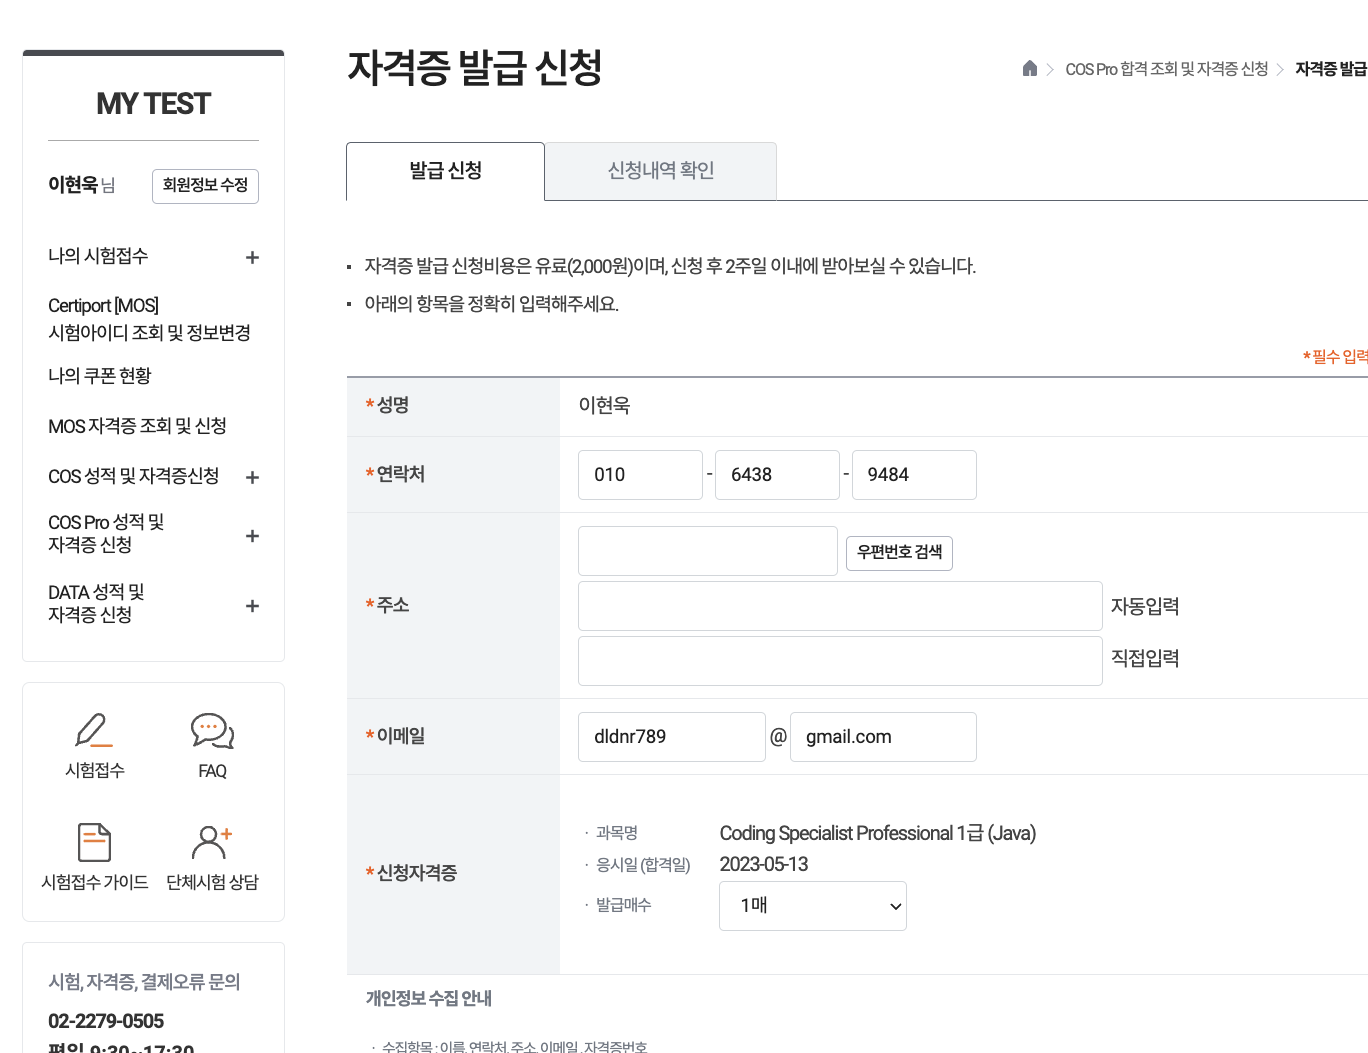 MY TEST
이현욱 님
회원정보 수정
나의 시험접수
Certiport [MOS]
시험아이디 조회 및 정보변경
나의 쿠폰 현황
MOS 자격증 조회 및 신청
COS 성적 및 자격증신청
COS Pro 성적 및
자격증 신청
DATA 성적 및
자격증 신청
시험접수
FAQ
시험접수 가이드
단체시험 상담
시험, 자격증, 결제오류 문의
02-2279-0505
평일 9:30~17:30
자격증 발급 신청
COS Pro 합격 조회 및 자격증 신청 > 자격증 발급
발급 신청
신청내역 확인
자격증 발급 신청비용은 유료(2,000원)이며, 신청 후 2주일 이내에 받아보실 수 있습니다.
아래의 항목을 정확히 입력해주세요.
* 필수 입력
* 성명
이현욱
* 연락처
010 - 6438 - 9484
* 주소
우편번호 검색
자동입력
직접입력
* 이메일
dldnr789 @ gmail.com
* 신청자격증
· 과목명 Coding Specialist Professional 1급 (Java)
· 응시일 (합격일) 2023-05-13
· 발급매수 1매
개인정보 수집 안내
· 수집항목 : 이름, 연락처, 주소, 이메일 , 자격증번호